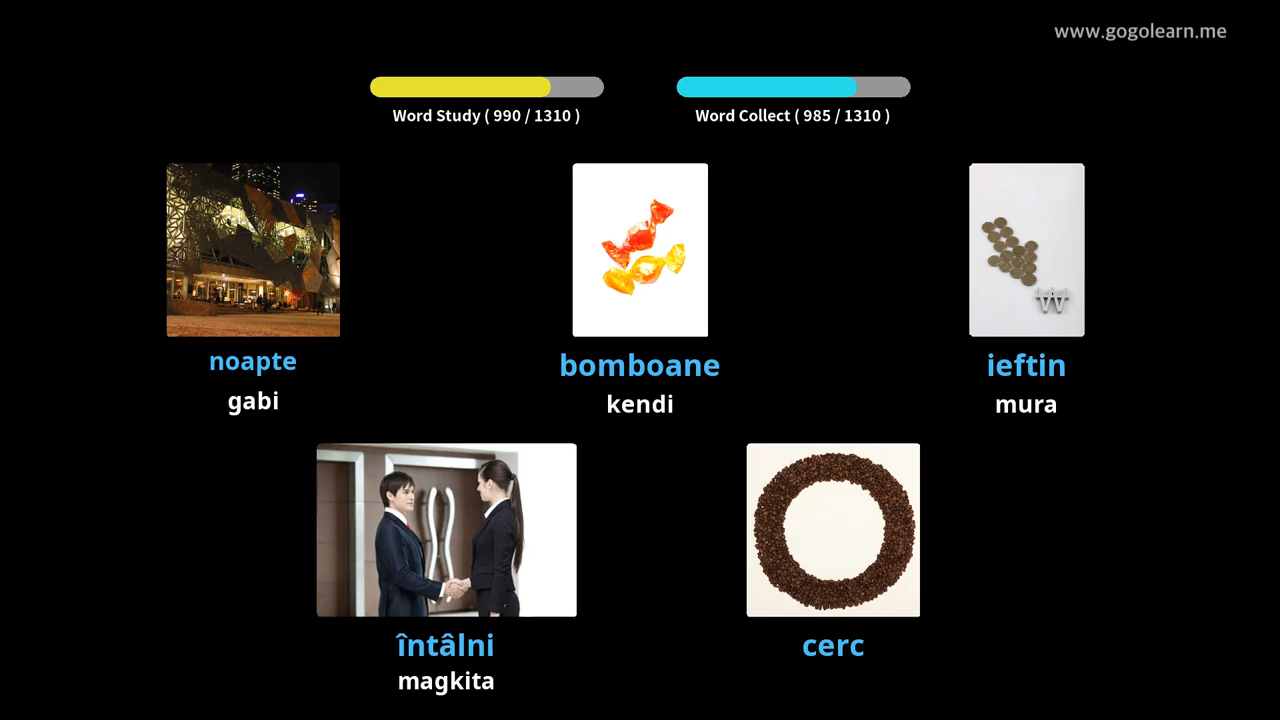 www.gogolearn.me
Word Study ( 990 / 1310 )
Word Collect ( 985 / 1310 )
noapte
gabi
bomboane
kendi
ieftin
mura
întâlni
magkita
cerc